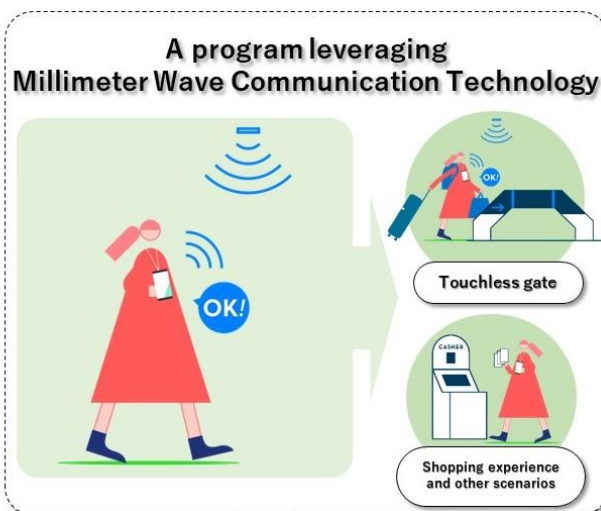 A program leveraging
Millimeter Wave Communication Technology
OK!
OK!
Touchless gate
CASHER
Shopping experience
and other scenarios